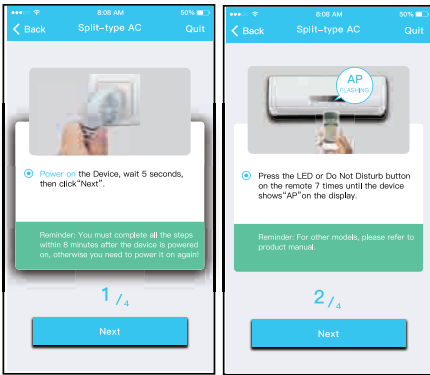 8:08 AM
50%
Back
Split-type AC
Quit
Power on the Device, wait 5 seconds,
then click“Next”.
Reminder: You must complete all the steps
within 8 minutes after the device is powered
on, otherwise you need to power it on again!
1/4
Next
8:08 AM
50%
Back
Split-type AC
Quit
AP
FLASHING
Press the LED or Do Not Disturb button
on the remote 7 times until the device
shows“AP”on the display.
Reminder: For other models, please refer to
product manual.
2/4
Next